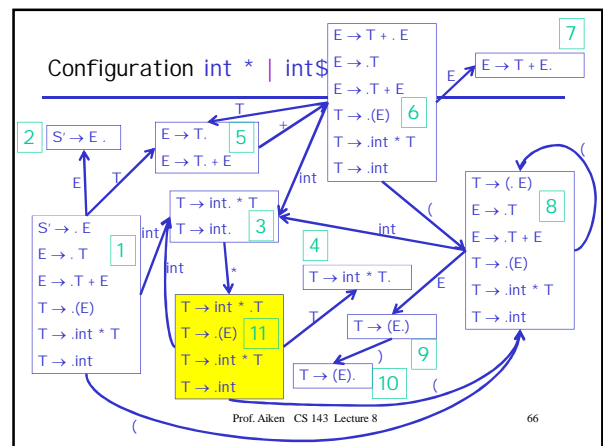 Configuration int * | int$
E → T + . E
E → .T
E → .T + E
T → .(E)
T → .int * T
T → .int
6
7
E → T + E.
E
2
S' → E .
E → T.
E → T. + E
5
T
+
E
T
int
(
(
T → int. * T
T → int.
3
int
S' → . E
E → . T
E → .T + E
T → .(E)
T → .int * T
T → .int
1
int
int
*
4
T → int * T.
T
T → (. E)
E → .T
E → .T + E
T → .(E)
T → .int * T
T → .int
8
E
T → int * .T
T → .(E)
T → .int * T
T → .int
11
T → (E.)
9
)
T → (E).
10
(
(
Prof. Aiken CS 143 Lecture 8
66